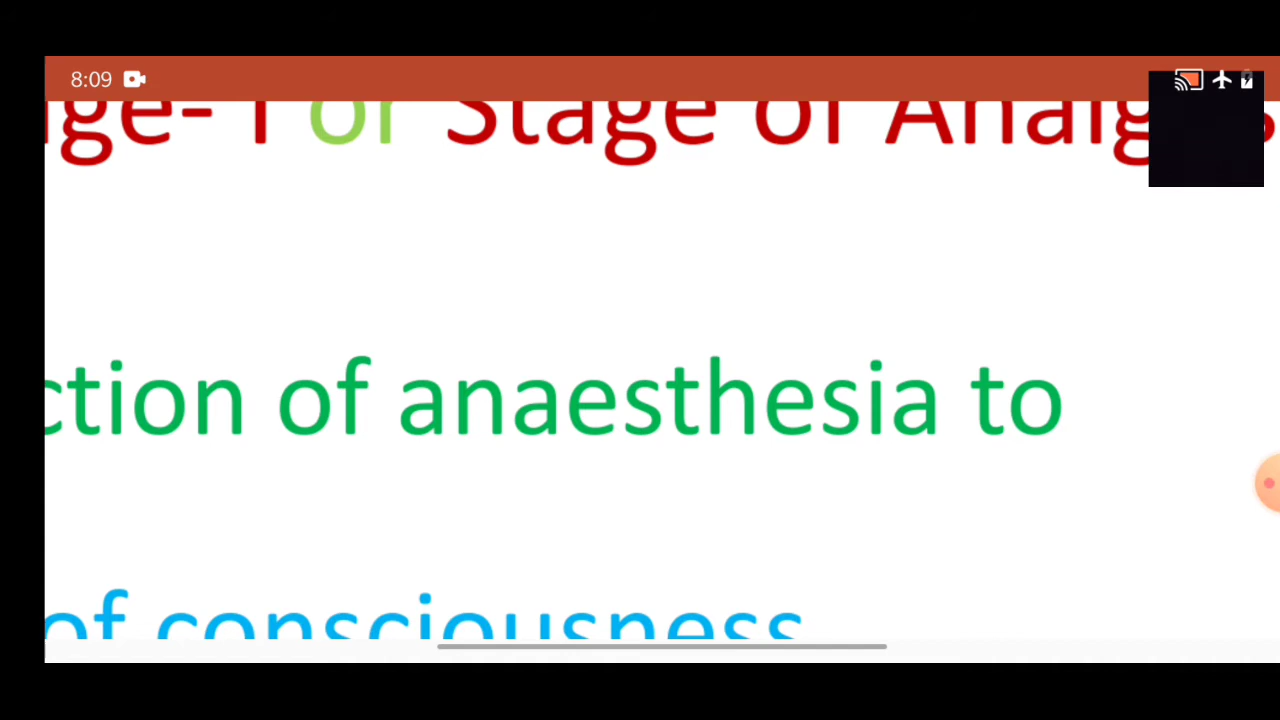 8:09
ge- I or Stage of Analg
ction of anaesthesia to
of consciousness